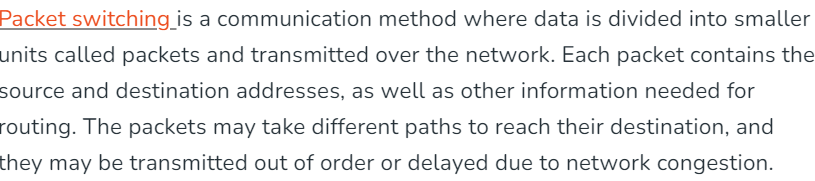 Packet switching is a communication method where data is divided into smaller
units called packets and transmitted over the network. Each packet contains the
source and destination addresses, as well as other information needed for
routing. The packets may take different paths to reach their destination, and
they may be transmitted out of order or delayed due to network congestion.